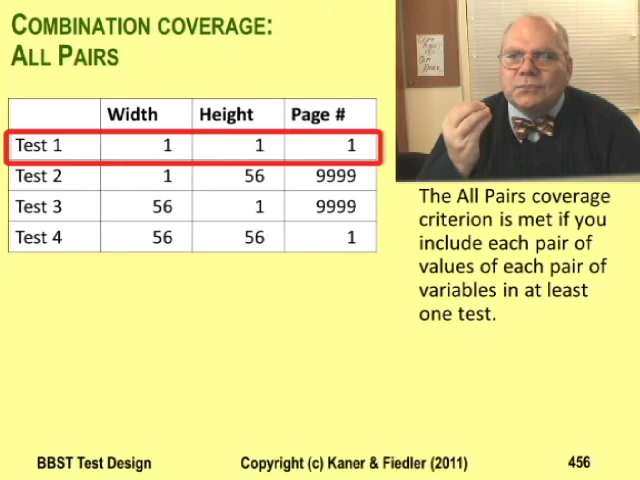 COMBINATION COVERAGE:
ALL PAIRS
Width Height Page #
Test 1 1 1 1
Test 2 1 56 9999
Test 3 56 1 9999
Test 4 56 56 1
The All Pairs coverage
criterion is met if you
include each pair of
values of each pair of
variables in at least
one test.
BBST Test Design Copyright (c) Kaner & Fiedler (2011) 456